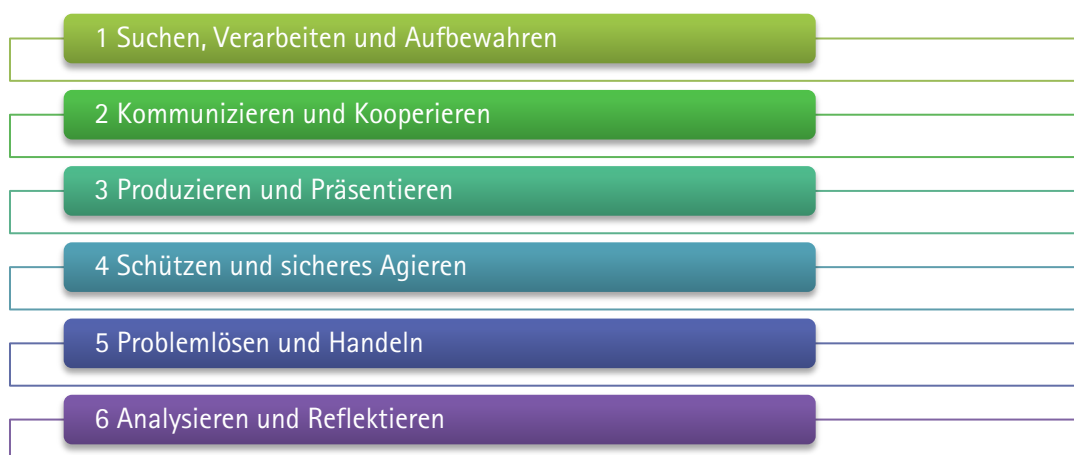 1 Suchen, Verarbeiten und Aufbewahren
2 Kommunizieren und Kooperieren
3 Produzieren und Präsentieren
4 Schützen und sicheres Agieren
5 Problemlösen und Handeln
6 Analysieren und Reflektieren